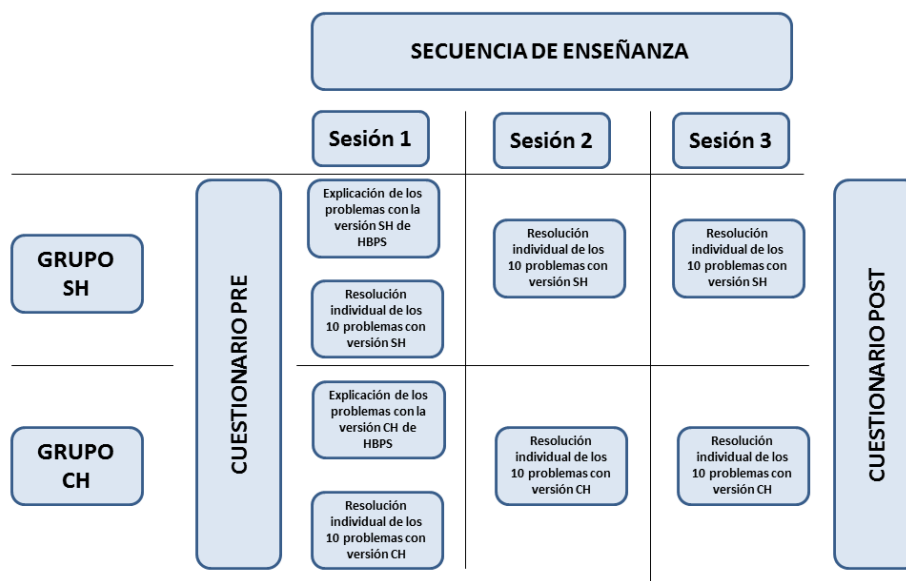 SECUENCIA DE ENSEÑANZA
Sesión 1
Sesión 2
Sesión 3
GRUPO
SH
CUESTIONARIO PRE
Explicación de los
problemas con la
versión SH de
HBPS
Resolución
individual de los
10 problemas con
versión SH
Resolución
individual de los
10 problemas con
versión SH
Resolución
individual de los
10 problemas con
versión SH
CUESTIONARIO POST
GRUPO
CH
Explicación de los
problemas con la
versión CH de
HBPS
Resolución
individual de los
10 problemas con
versión CH
Resolución
individual de los
10 problemas con
versión CH
Resolución
individual de los
10 problemas con
versión CH